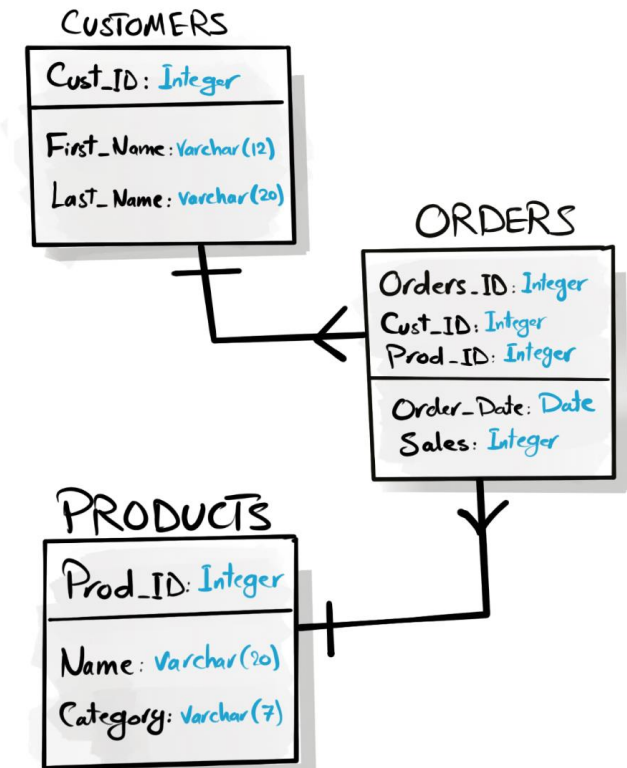 CUSTOMERS
Cust_ID: Integer
First_Name: Varchar(12)
Last_Name: Varchar(20)
ORDERS
Orders_ID: Integer
Cust_ID: Integer
Prod_ID: Integer
Order_Date: Date
Sales: Integer
PRODUCTS
Prod_ID: Integer
Name: Varchar(20)
Category: Varchar(7)